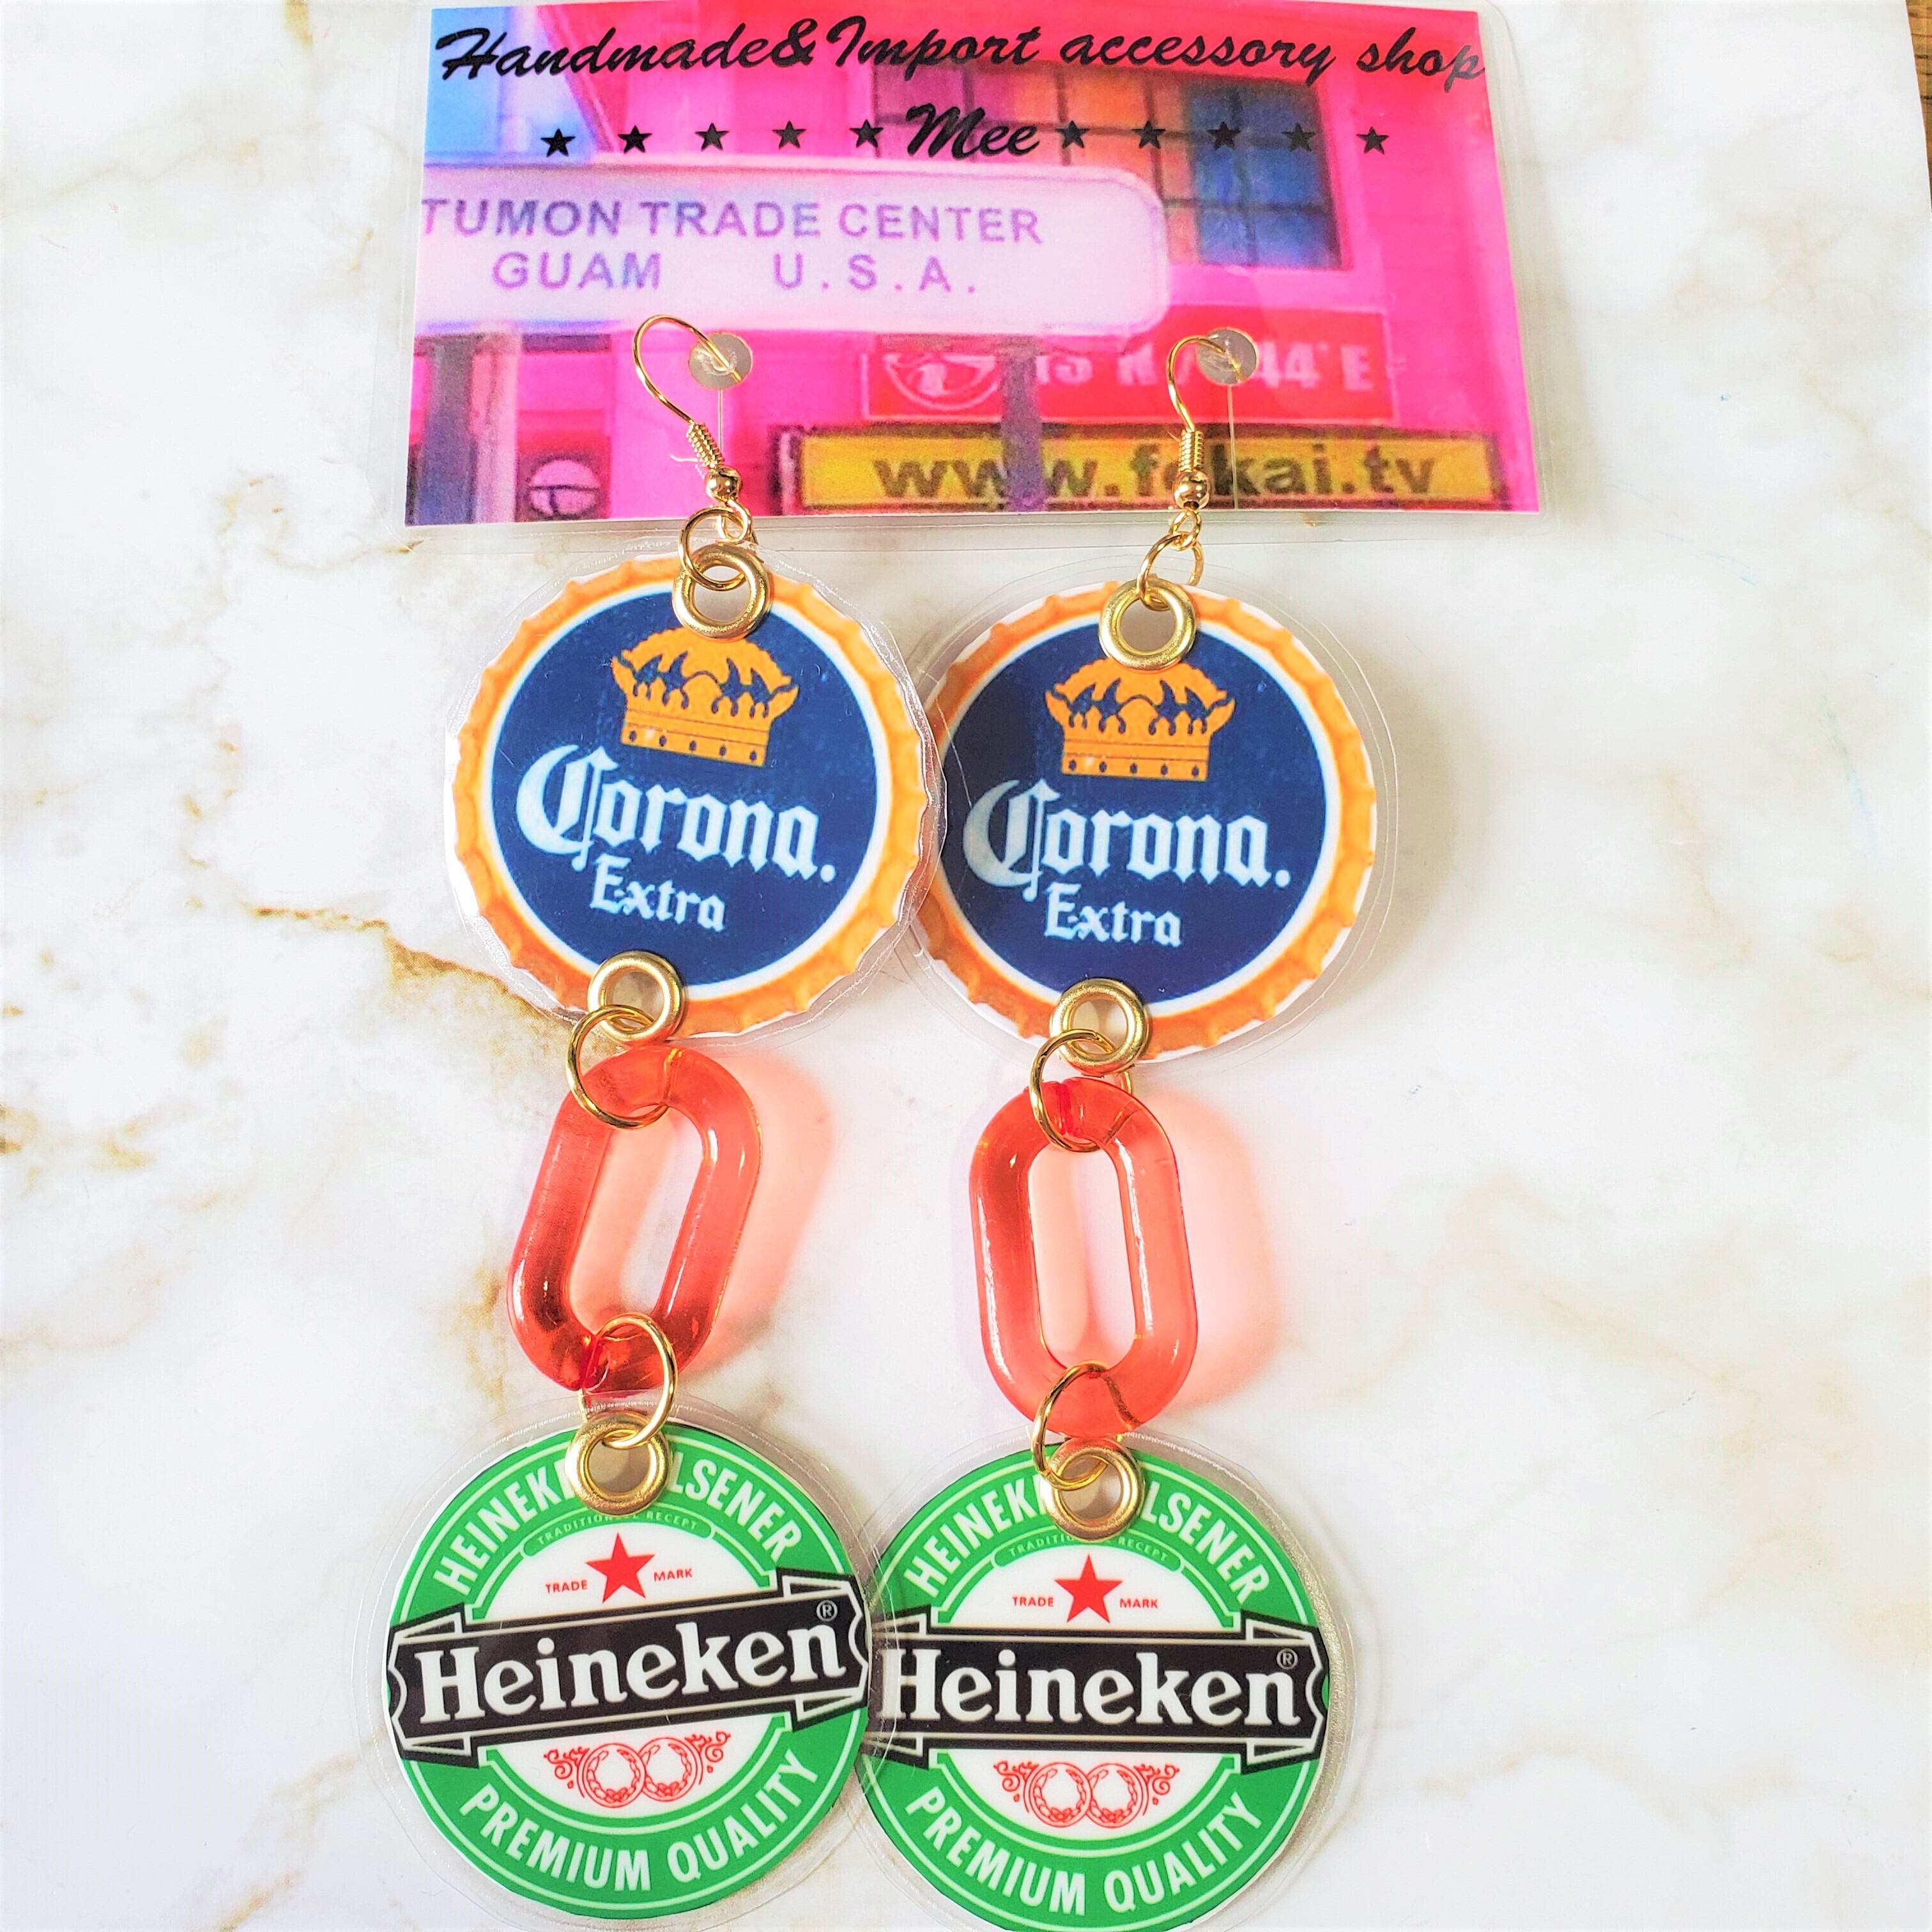 Handmade&Import accessory shop
★ ★ ★ ★ ★ Mee ★ ★ ★ ★ ★
TUMON TRADE CENTER
GUAM U.S.A.
44' E
Corona.
Extra
Corona.
Extra
TRADE MARK
Heineken®
PREMIUM QUALITY
TRADE MARK
Heineken®
PREMIUM QUALITY